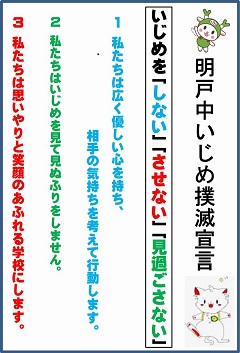 明戸中いじめ撲滅宣言
いじめを「しない」「させない」「見過ごさない」
1 私たちは広く優しい心を持ち、
相手の気持ちを考えて行動します。
2 私たちはいじめを見て見ぬふりをしません。
3 私たちは思いやりと笑顔のあふれる学校にします。